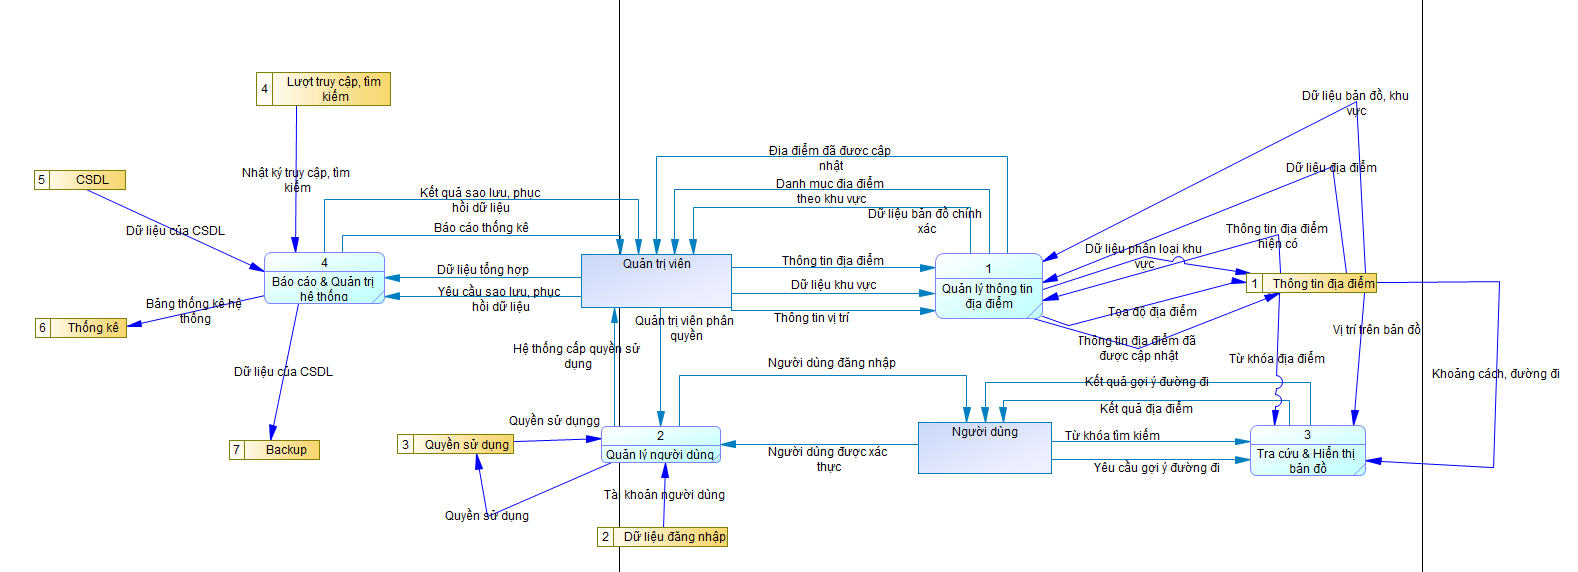 4
Lượt truy cập, tìm
kiếm
Nhật ký truy cập, tìm
kiếm
5
CSDL
Dữ liệu của CSDL
Kết quả sao lưu, phục
hồi dữ liệu
Báo cáo thống kê
4
Báo cáo & Quản trị
hệ thống
Dữ liệu tổng hợp
Yêu cầu sao lưu, phục
hồi dữ liệu
Bảng thống kê hệ
thống
6
Thống kê
Dữ liệu của CSDL
7
Backup
Quản trị viên
Địa điểm đã được cập
nhật
Danh mục địa điểm
theo khu vực
Dữ liệu bản đồ chính
xác
Thông tin địa điểm
Dữ liệu khu vực
Thông tin vị trí
1
Quản lý thông tin
địa điểm
Dữ liệu bản đồ, khu
vực
Dữ liệu địa điểm
Thông tin địa điểm
hiện có
Dữ liệu phân loại khu
vực
1
Thông tin địa điểm
Tọa độ địa điểm
Thông tin địa điểm đã
được cập nhật
Vị trí trên bản đồ
Từ khóa địa điểm
Khoảng cách, đường đi
Quản trị viên phân
quyền
Hệ thống cấp quyền sử
dụng
Người dùng đăng nhập
Kết quả gợi ý đường đi
Kết quả địa điểm
Quyền sử dụngg
3
Quyền sử dụng
2
Quản lý người dùng
Người dùng được xác
thực
Người dùng
Từ khóa tìm kiếm
Yêu cầu gợi ý đường đi
3
Tra cứu & Hiển thị
bản đồ
Tài khoản người dùng
Quyền sử dụng
2
Dữ liệu đăng nhập